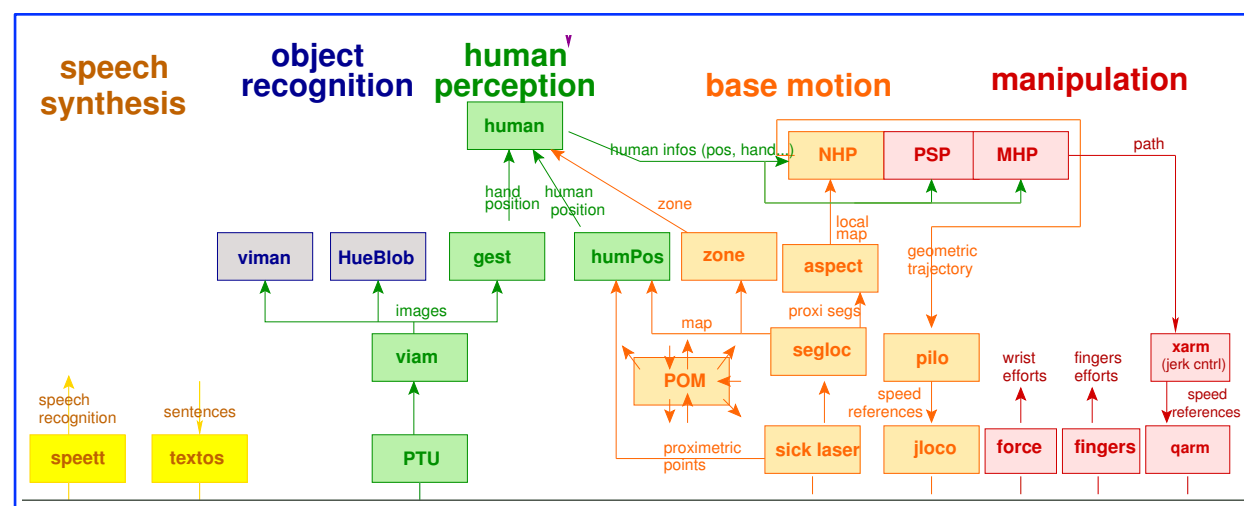 speech
synthesis
object
recognition
human
perception
base motion
manipulation
human
human infos (pos, hand...)
NHP
PSP
MHP
path
hand
position
human
position
zone
local
map
geometric
trajectory
viman
HueBlob
gest
humPos
zone
aspect
images
map
proxi segs
viam
segloc
pilo
xarm
(jerk cntrl)
POM
wrist
efforts
fingers
efforts
speech
recognition
sentences
speed
references
speed
references
proximetric
points
speett
textos
PTU
sick laser
jloco
force
fingers
qarm